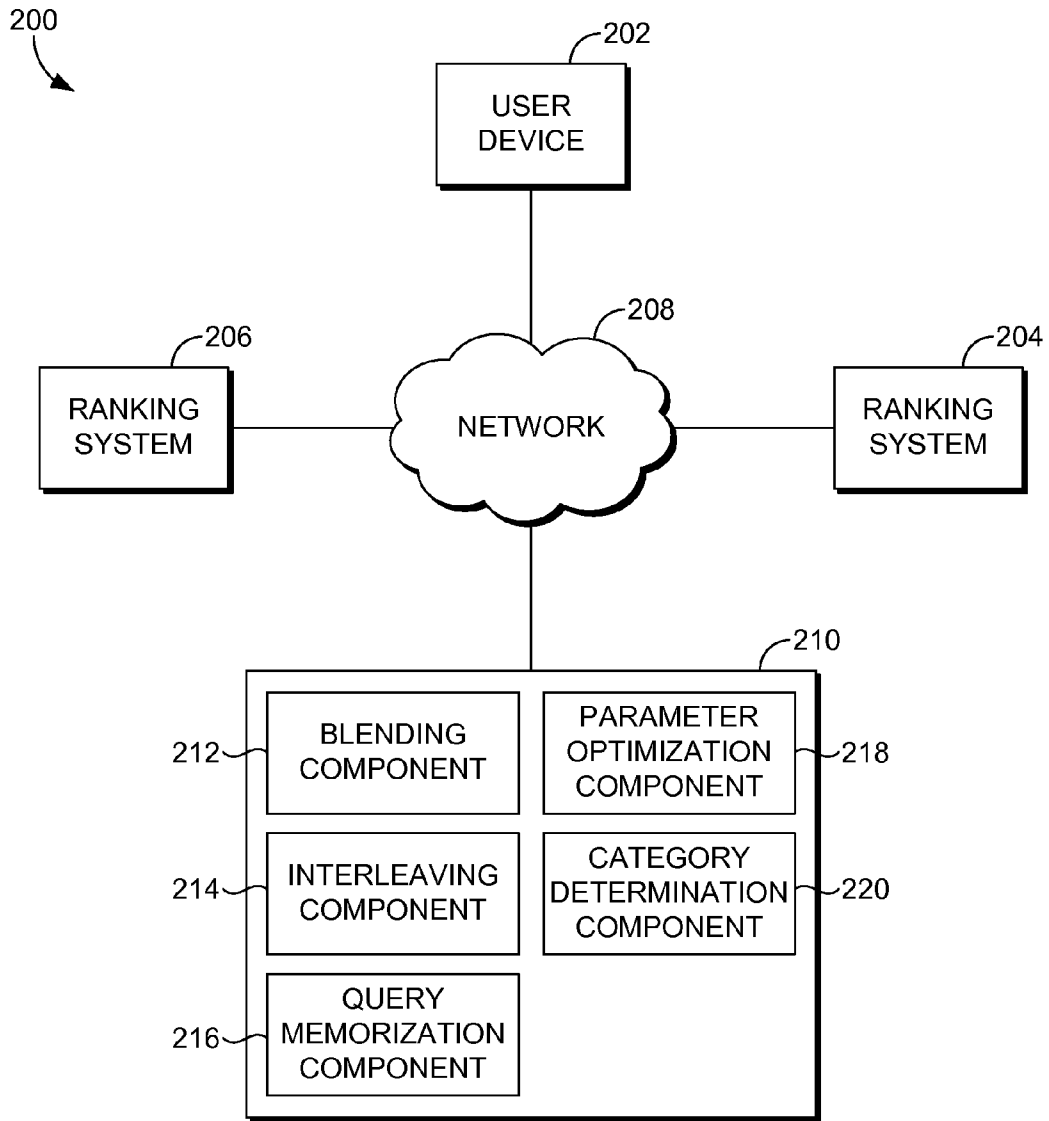 200
202
USER
DEVICE
208
206
204
RANKING
SYSTEM
NETWORK
RANKING
SYSTEM
210
212
BLENDING
COMPONENT
PARAMETER
OPTIMIZATION
COMPONENT
218
214
INTERLEAVING
COMPONENT
CATEGORY
DETERMINATION
COMPONENT
220
216
QUERY
MEMORIZATION
COMPONENT